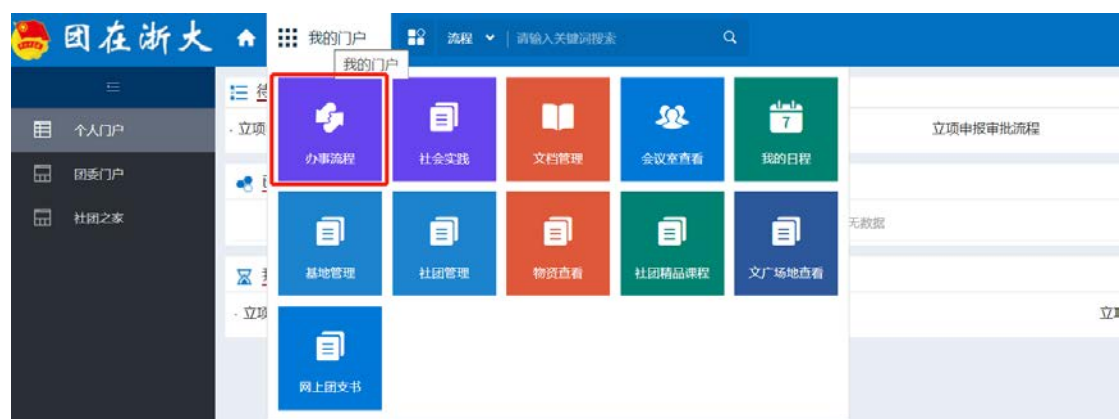 团在浙大
我的门户
流程
请输入关键词搜索
我的门户
个人门户
团委门户
社团之家
待
· 立项
立项申报审批流程
办事流程
社会实践
文档管理
会议室查看
7
我的日程
无数据
基地管理
社团管理
物资查看
社团精品课程
文广场地查看
· 立项
网上团支书